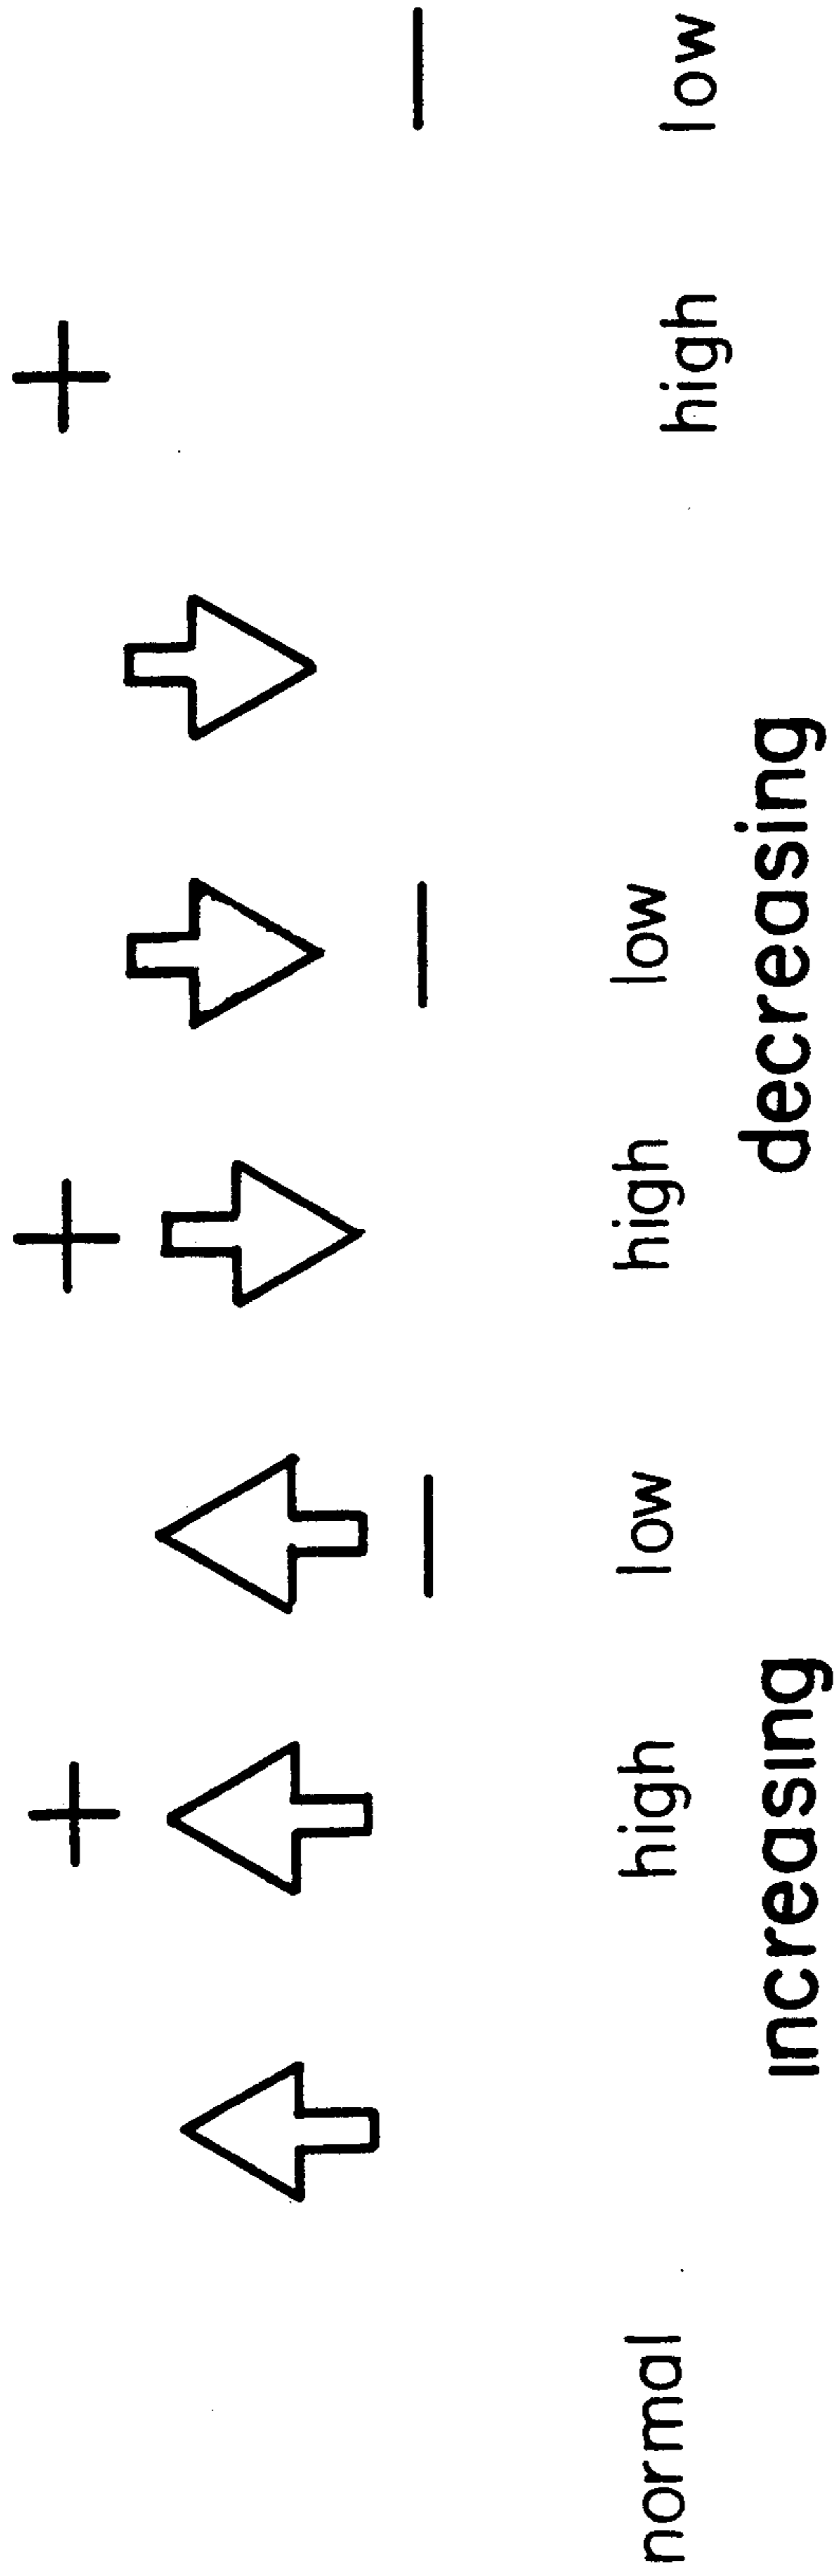 + + +
− − −
normal high low high low high low
increasing decreasing